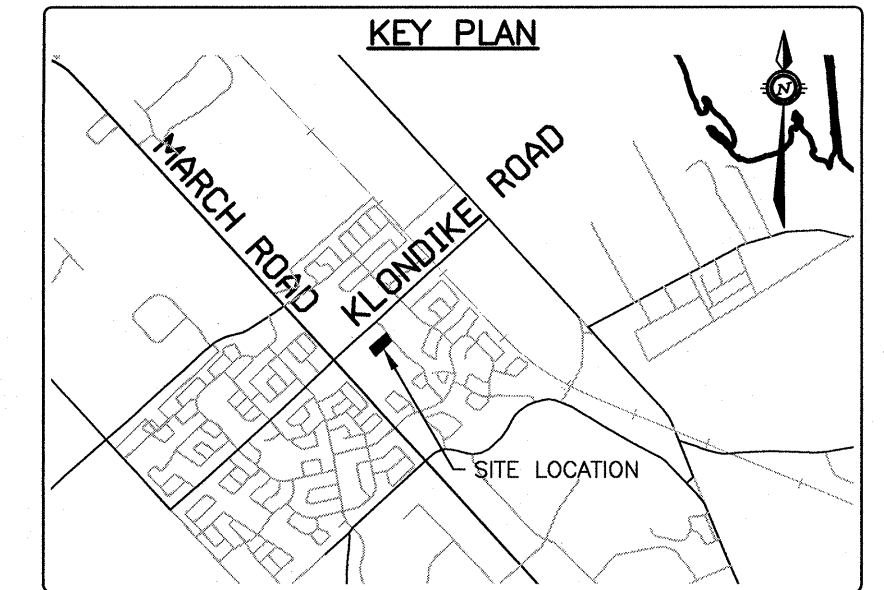 KEY PLAN
N
MARCH ROAD
KLONDIKE ROAD
SITE LOCATION